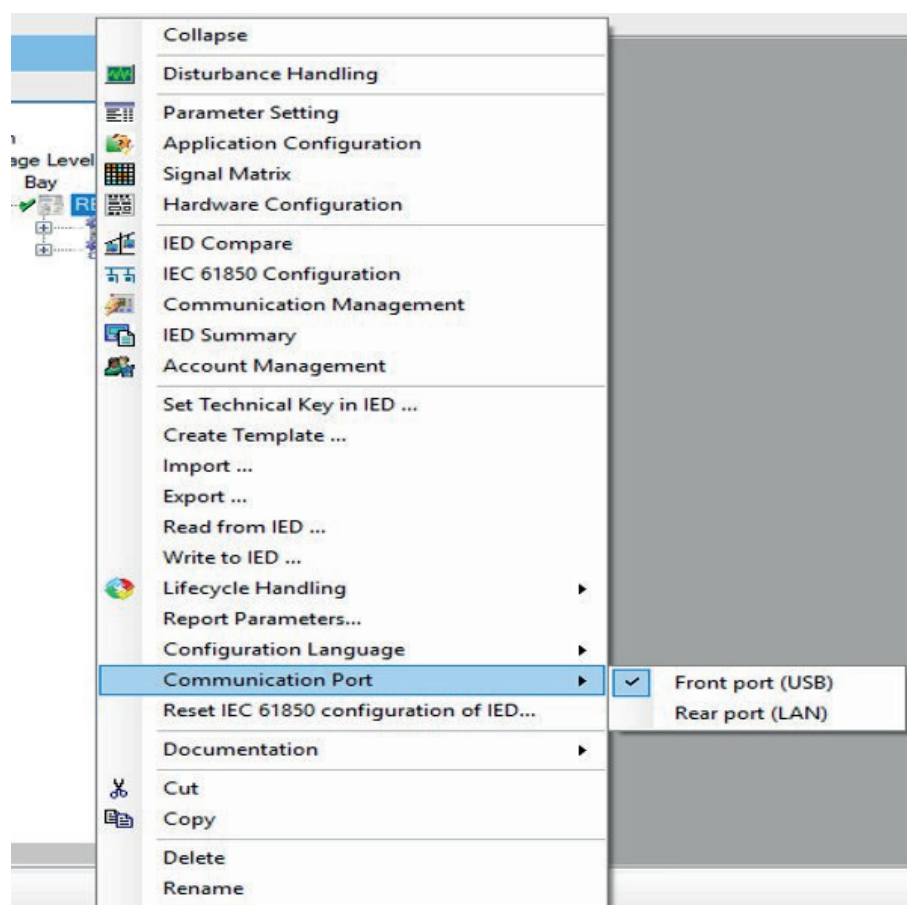 Collapse
Disturbance Handling
Parameter Setting
Application Configuration
age Level
Signal Matrix
Bay
Hardware Configuration
IED Compare
IEC 61850 Configuration
Communication Management
IED Summary
Account Management
Set Technical Key in IED ...
Create Template ...
Import ...
Export ...
Read from IED ...
Write to IED ...
Lifecycle Handling
Report Parameters...
Configuration Language
Communication Port
Front port (USB)
Reset IEC 61850 configuration of IED...
Rear port (LAN)
Documentation
Cut
Copy
Delete
Rename